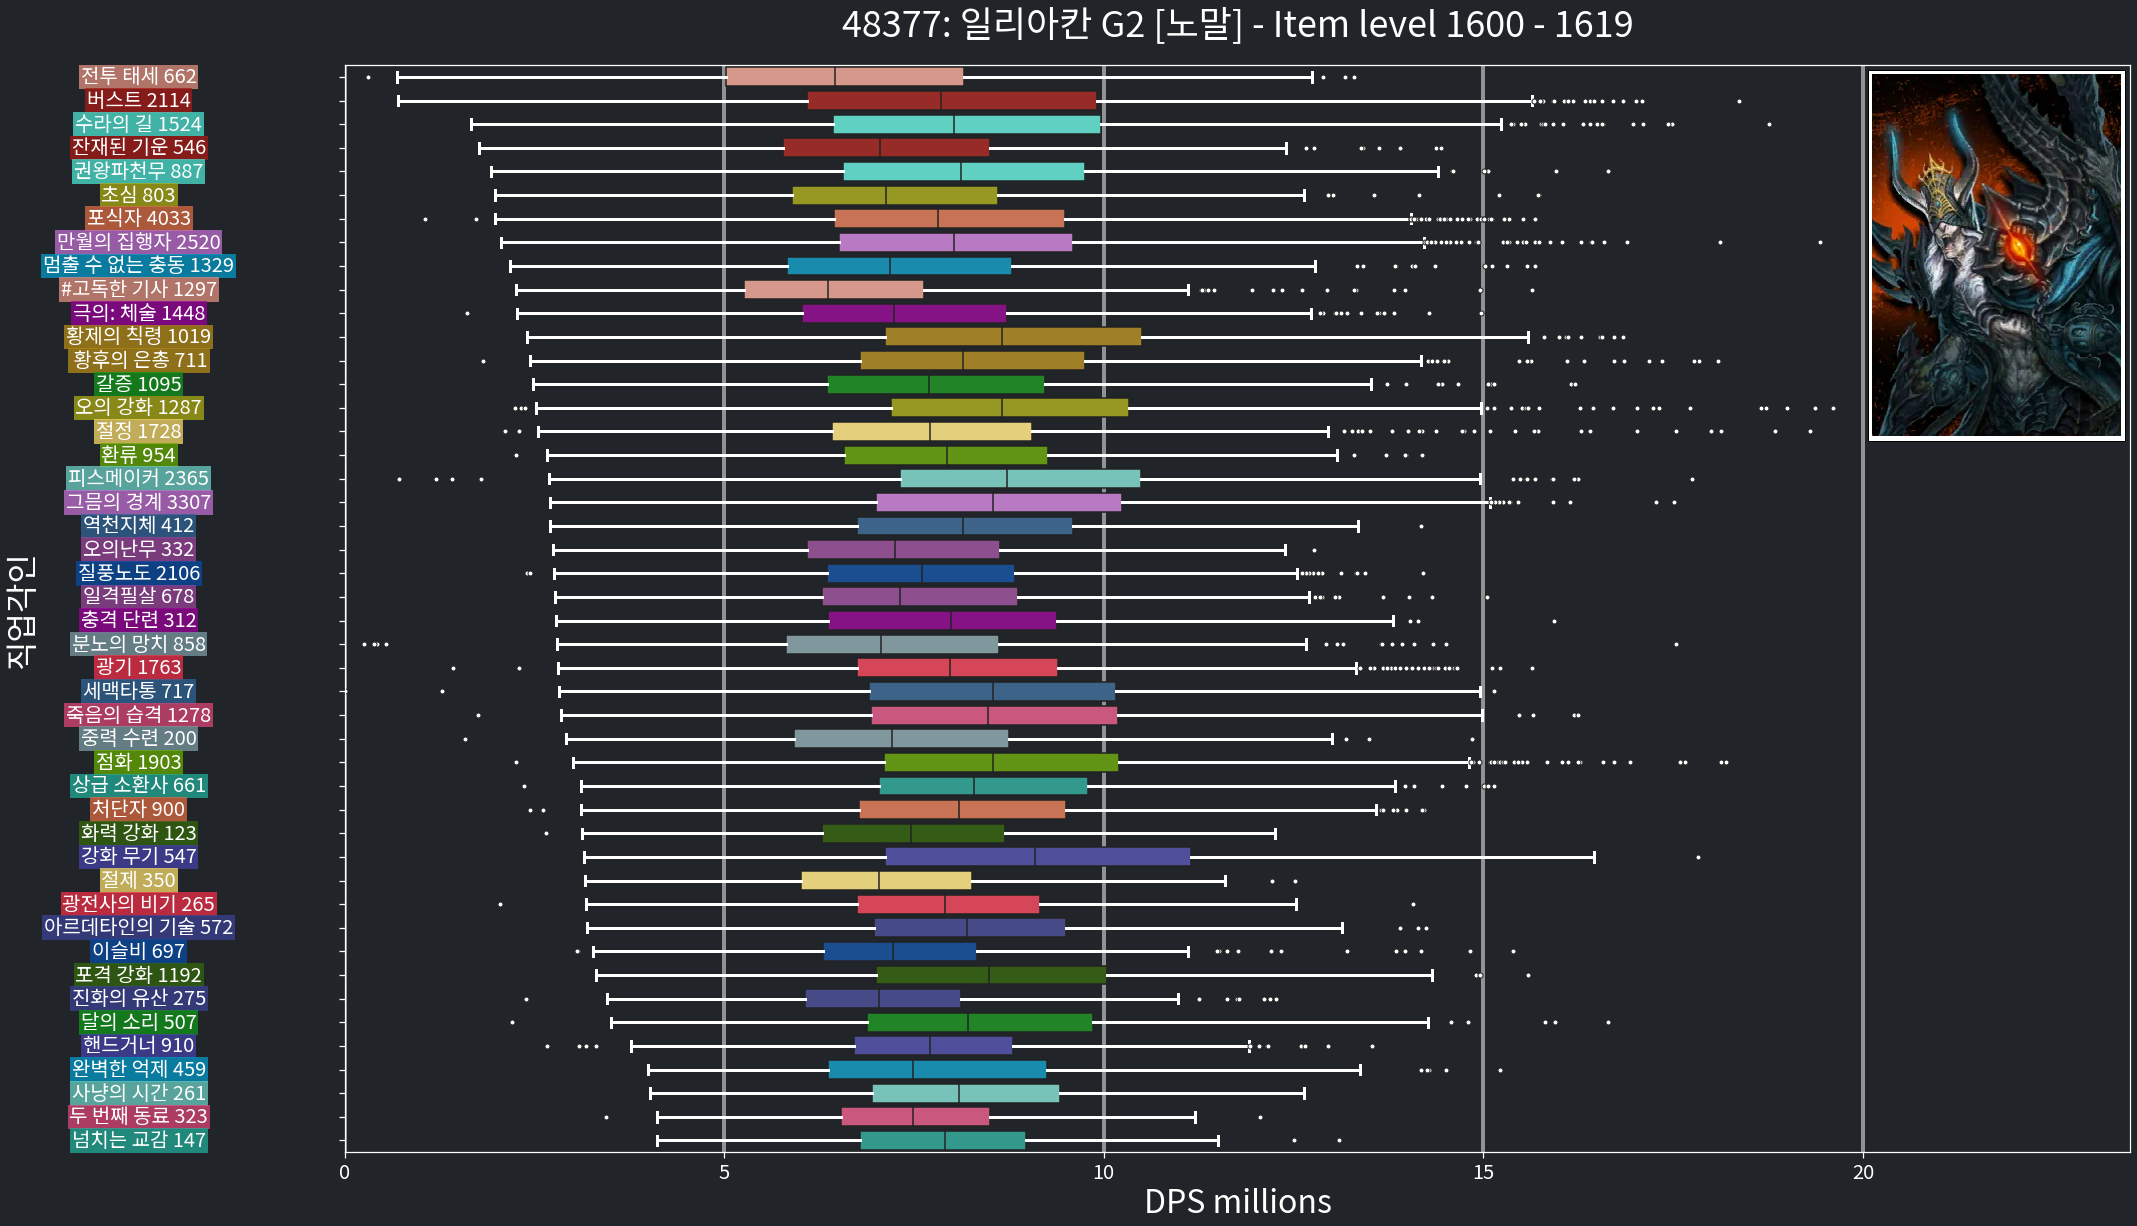 48377: 일리아칸 G2 [노말] - Item level 1600 - 1619
직업각인
전투 태세 662
버스트 2114
수라의 길 1524
잔재된 기운 546
권왕파천무 887
초심 803
포식자 4033
만월의 집행자 2520
멈출 수 없는 충동 1329
#고독한 기사 1297
극의: 체술 1448
황제의 칙령 1019
황후의 은총 711
갈증 1095
오의 강화 1287
절정 1728
환류 954
피스메이커 2365
그믐의 경계 3307
역천지체 412
오의난무 332
질풍노도 2106
일격필살 678
충격 단련 312
분노의 망치 858
광기 1763
세맥타통 717
죽음의 습격 1278
중력 수련 200
점화 1903
상급 소환사 661
처단자 900
화력 강화 123
강화 무기 547
절제 350
광전사의 비기 265
아르데타인의 기술 572
이슬비 697
포격 강화 1192
진화의 유산 275
달의 소리 507
핸드거너 910
완벽한 억제 459
사냥의 시간 261
두 번째 동료 323
넘치는 교감 147
0 5 10 15 20
DPS millions